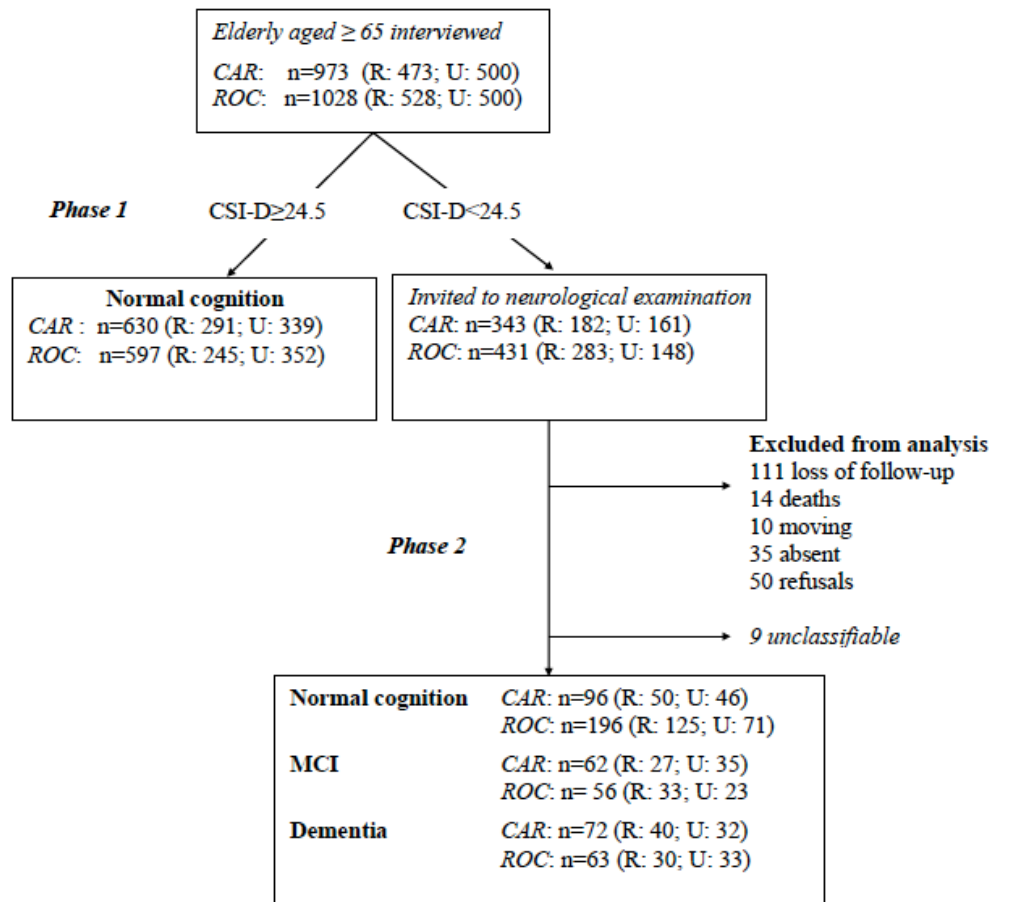 Elderly aged ≥ 65 interviewed
CAR: n=973 (R: 473; U: 500)
ROC: n=1028 (R: 528; U: 500)
Phase 1
CSI-D≥24.5
CSI-D<24.5
Normal cognition
CAR : n=630 (R: 291; U: 339)
ROC: n=597 (R: 245; U: 352)
Invited to neurological examination
CAR: n=343 (R: 182; U: 161)
ROC: n=431 (R: 283; U: 148)
Excluded from analysis
111 loss of follow-up
14 deaths
10 moving
35 absent
50 refusals
Phase 2
9 unclassifiable
Normal cognition CAR: n=96 (R: 50; U: 46)
ROC: n=196 (R: 125; U: 71)
MCI CAR: n=62 (R: 27; U: 35)
ROC: n= 56 (R: 33; U: 23
Dementia CAR: n=72 (R: 40; U: 32)
ROC: n=63 (R: 30; U: 33)